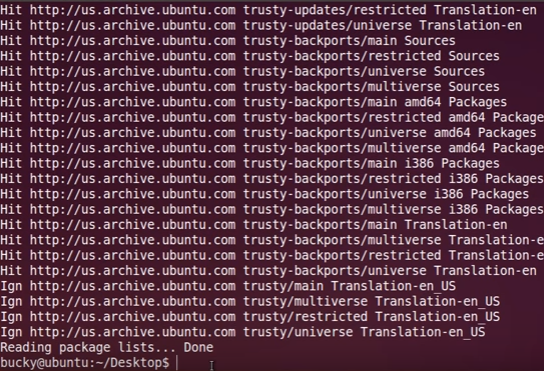 Hit http://us.archive.ubuntu.com trusty-updates/restricted Translation-en
Hit http://us.archive.ubuntu.com trusty-updates/universe Translation-en
Hit http://us.archive.ubuntu.com trusty-backports/main Sources
Hit http://us.archive.ubuntu.com trusty-backports/restricted Sources
Hit http://us.archive.ubuntu.com trusty-backports/universe Sources
Hit http://us.archive.ubuntu.com trusty-backports/multiverse Sources
Hit http://us.archive.ubuntu.com trusty-backports/main amd64 Packages
Hit http://us.archive.ubuntu.com trusty-backports/restricted amd64 Package
Hit http://us.archive.ubuntu.com trusty-backports/universe amd64 Packages
Hit http://us.archive.ubuntu.com trusty-backports/multiverse amd64 Package
Hit http://us.archive.ubuntu.com trusty-backports/main i386 Packages
Hit http://us.archive.ubuntu.com trusty-backports/restricted i386 Packages
Hit http://us.archive.ubuntu.com trusty-backports/universe i386 Packages
Hit http://us.archive.ubuntu.com trusty-backports/multiverse i386 Packages
Hit http://us.archive.ubuntu.com trusty-backports/main Translation-en
Hit http://us.archive.ubuntu.com trusty-backports/multiverse Translation-e
Hit http://us.archive.ubuntu.com trusty-backports/restricted Translation-e
Hit http://us.archive.ubuntu.com trusty-backports/universe Translation-en
Ign http://us.archive.ubuntu.com trusty/main Translation-en_US
Ign http://us.archive.ubuntu.com trusty/multiverse Translation-en_US
Ign http://us.archive.ubuntu.com trusty/restricted Translation-en_US
Ign http://us.archive.ubuntu.com trusty/universe Translation-en_US
Reading package lists... Done
bucky@ubuntu:~/Desktop$